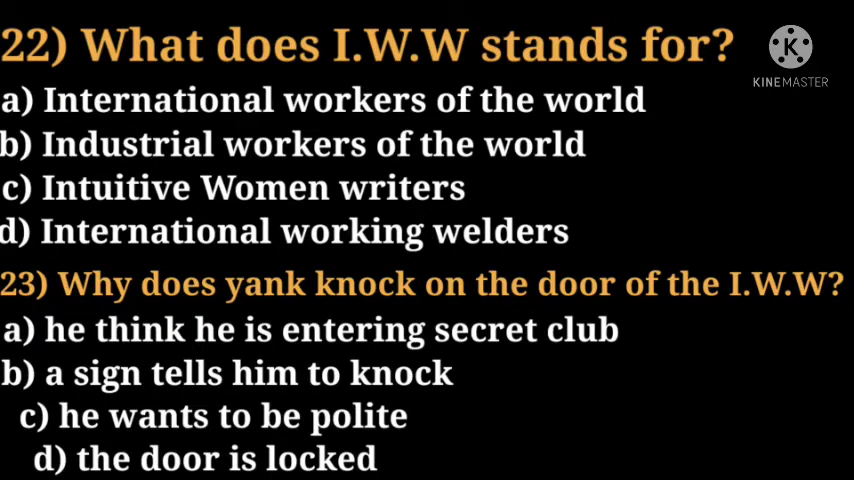 22) What does I.W.W stands for?
KINEMASTER
a) International workers of the world
b) Industrial workers of the world
c) Intuitive Women writers
d) International working welders
23) Why does yank knock on the door of the I.W.W?
a) he think he is entering secret club
b) a sign tells him to knock
c) he wants to be polite
d) the door is locked